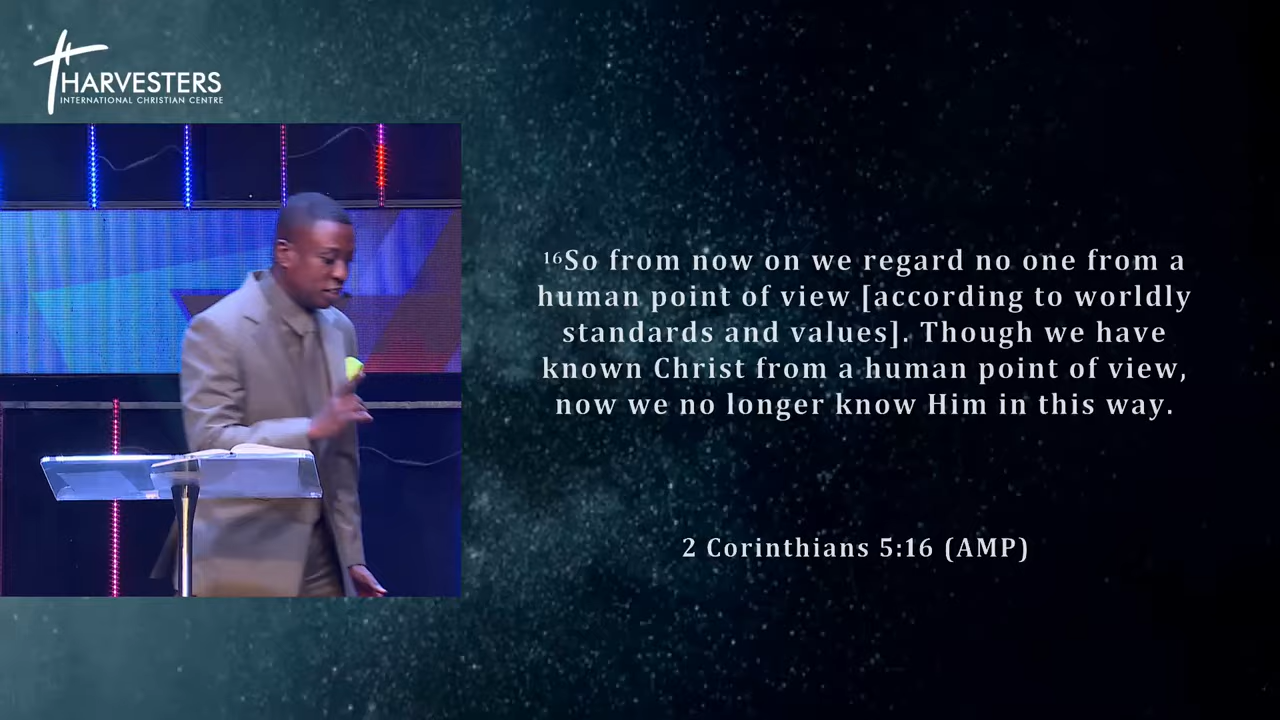 HARVESTERS
INTERNATIONAL CHRISTIAN CENTRE
¹⁶So from now on we regard no one from a
human point of view [according to worldly
standards and values]. Though we have
known Christ from a human point of view,
now we no longer know Him in this way.
2 Corinthians 5:16 (AMP)